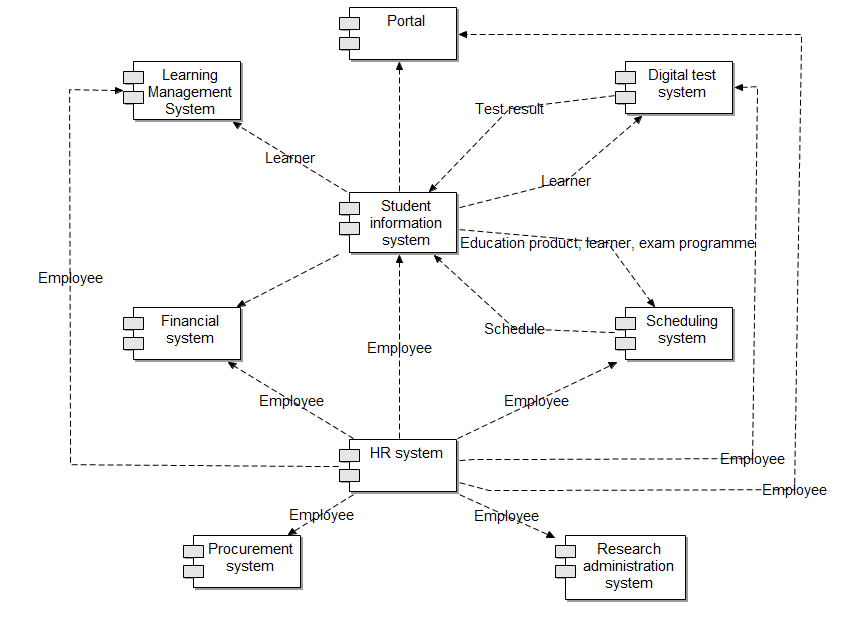 Portal
Learning
Management
System
Digital test
system
Test result
Learner
Learner
Student
information
system
Education product, learner, exam programme
Employee
Financial
system
Scheduling
system
Schedule
Employee
Employee
Employee
HR system
Employee
Employee
Employee
Employee
Procurement
system
Research
administration
system